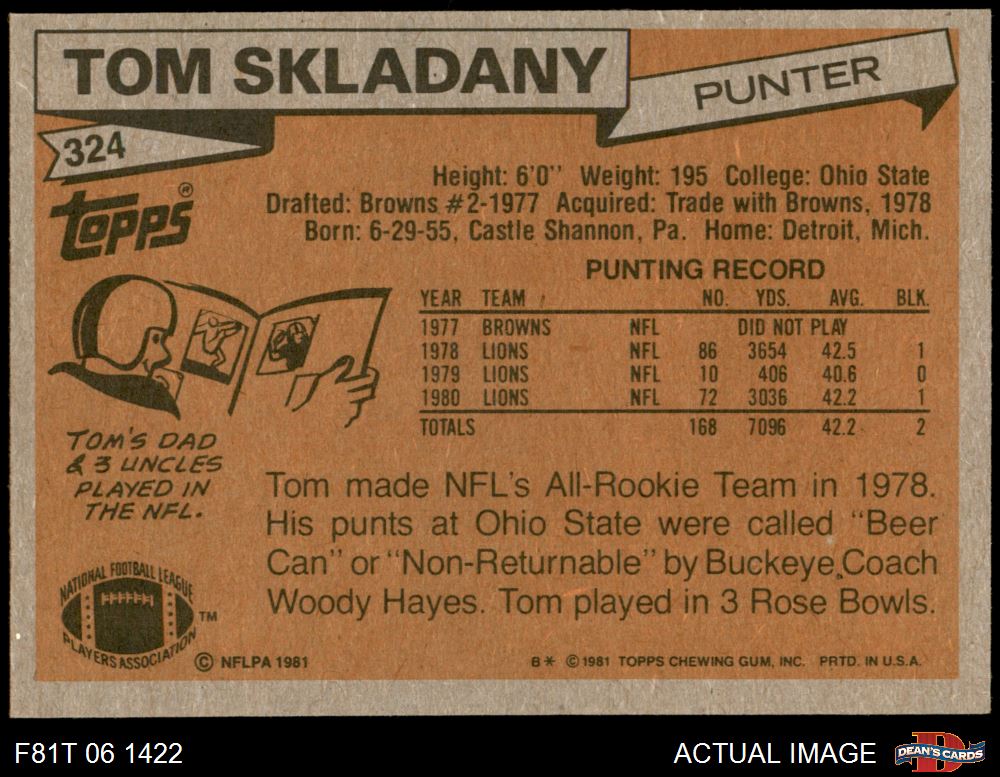 TOM SKLADANY
PUNTER
324
Topps®
Height: 6'0" Weight: 195 College: Ohio State
Drafted: Browns #2-1977 Acquired: Trade with Browns, 1978
Born: 6-29-55, Castle Shannon, Pa. Home: Detroit, Mich.
PUNTING RECORD
YEAR TEAM NO. YDS. AVG. BLK.
1977 BROWNS NFL DID NOT PLAY
1978 LIONS NFL 86 3654 42.5 1
1979 LIONS NFL 10 406 40.6 0
1980 LIONS NFL 72 3036 42.2 1
TOTALS 168 7096 42.2 2
TOM'S DAD
& 3 UNCLES
PLAYED IN
THE NFL.
Tom made NFL's All-Rookie Team in 1978.
His punts at Ohio State were called "Beer
Can" or "Non-Returnable" by Buckeye Coach
Woody Hayes. Tom played in 3 Rose Bowls.
NATIONAL FOOTBALL LEAGUE
PLAYERS ASSOCIATION
TM
© NFLPA 1981
B* © 1981 TOPPS CHEWING GUM, INC. PRTD. IN U.S.A.
F81T 06 1422
ACTUAL IMAGE
D
DEAN'S CARDS